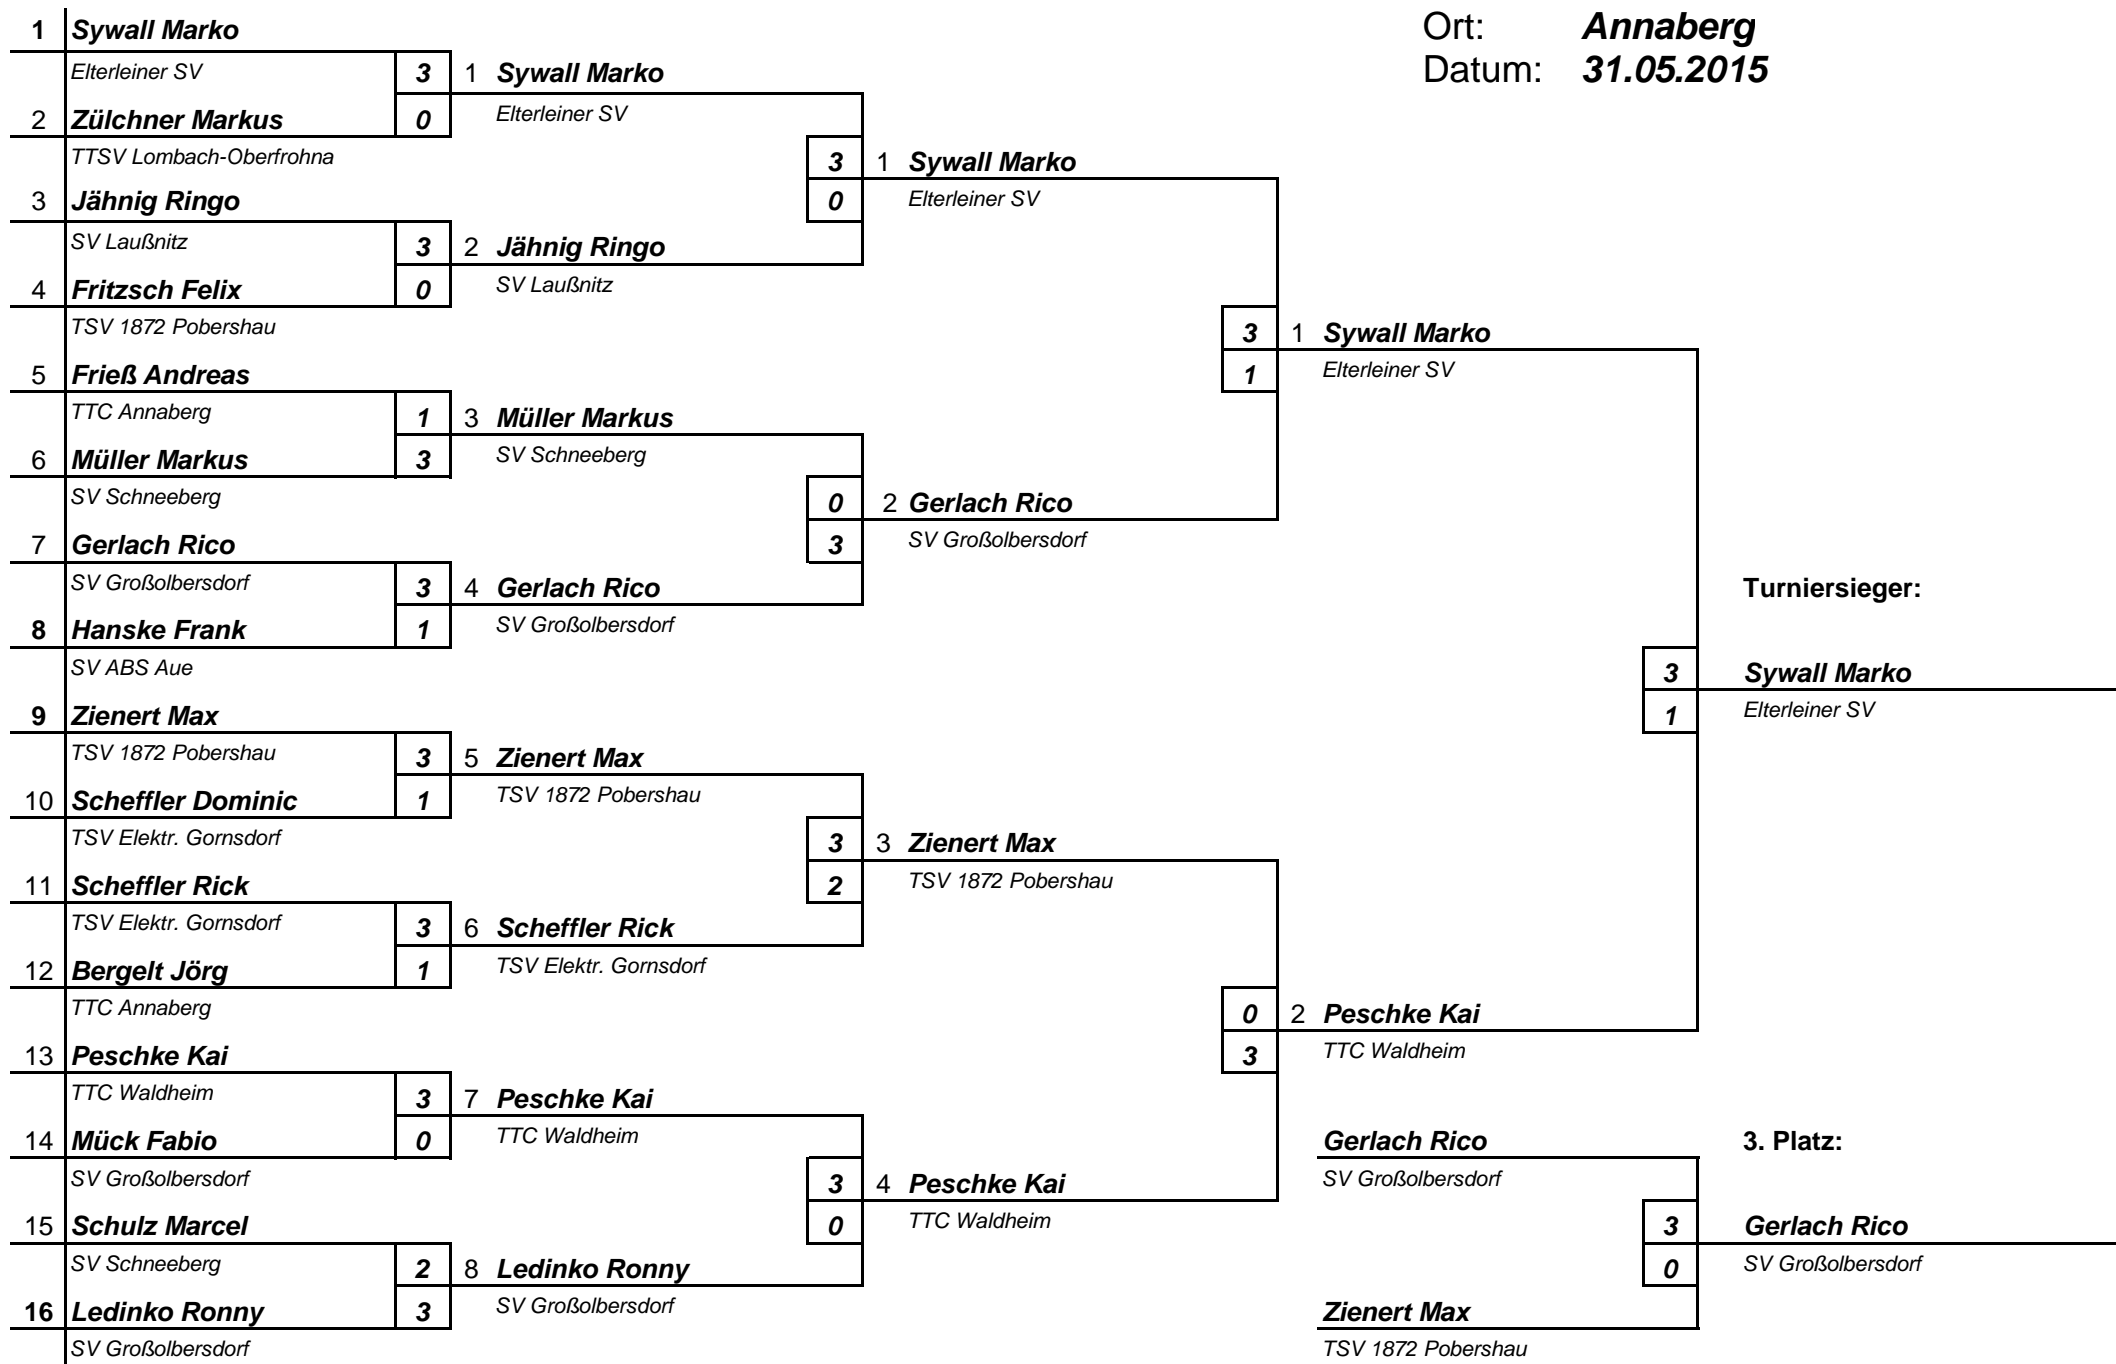 Ort: Annaberg
Datum: 31.05.2015
1 Sywall Marko
Elterleiner SV 3
2 Zülchner Markus 0
TTSV Lombach-Oberfrohna
3 Jähnig Ringo
SV Laußnitz 3
4 Fritzsch Felix 0
TSV 1872 Pobershau
5 Frieß Andreas
TTC Annaberg 1
6 Müller Markus 3
SV Schneeberg
7 Gerlach Rico
SV Großolbersdorf 3
8 Hanske Frank 1
SV ABS Aue
9 Zienert Max
TSV 1872 Pobershau 3
10 Scheffler Dominic 1
TSV Elektr. Gornsdorf
11 Scheffler Rick
TSV Elektr. Gornsdorf 3
12 Bergelt Jörg 1
TTC Annaberg
13 Peschke Kai
TTC Waldheim 3
14 Mück Fabio 0
SV Großolbersdorf
15 Schulz Marcel
SV Schneeberg 2
16 Ledinko Ronny 3
SV Großolbersdorf
1 Sywall Marko
Elterleiner SV
3
0
2 Jähnig Ringo
SV Laußnitz
3 Müller Markus
SV Schneeberg
0
3
4 Gerlach Rico
SV Großolbersdorf
5 Zienert Max
TSV 1872 Pobershau
3
2
6 Scheffler Rick
TSV Elektr. Gornsdorf
7 Peschke Kai
TTC Waldheim
3
0
8 Ledinko Ronny
SV Großolbersdorf
1 Sywall Marko
Elterleiner SV
3
1
2 Gerlach Rico
SV Großolbersdorf
3 Zienert Max
TSV 1872 Pobershau
0
3
4 Peschke Kai
TTC Waldheim
1 Sywall Marko
Elterleiner SV
3
1
2 Peschke Kai
TTC Waldheim
Turniersieger:
Sywall Marko
Elterleiner SV
Gerlach Rico
SV Großolbersdorf
3
0
Zienert Max
TSV 1872 Pobershau
3. Platz:
Gerlach Rico
SV Großolbersdorf